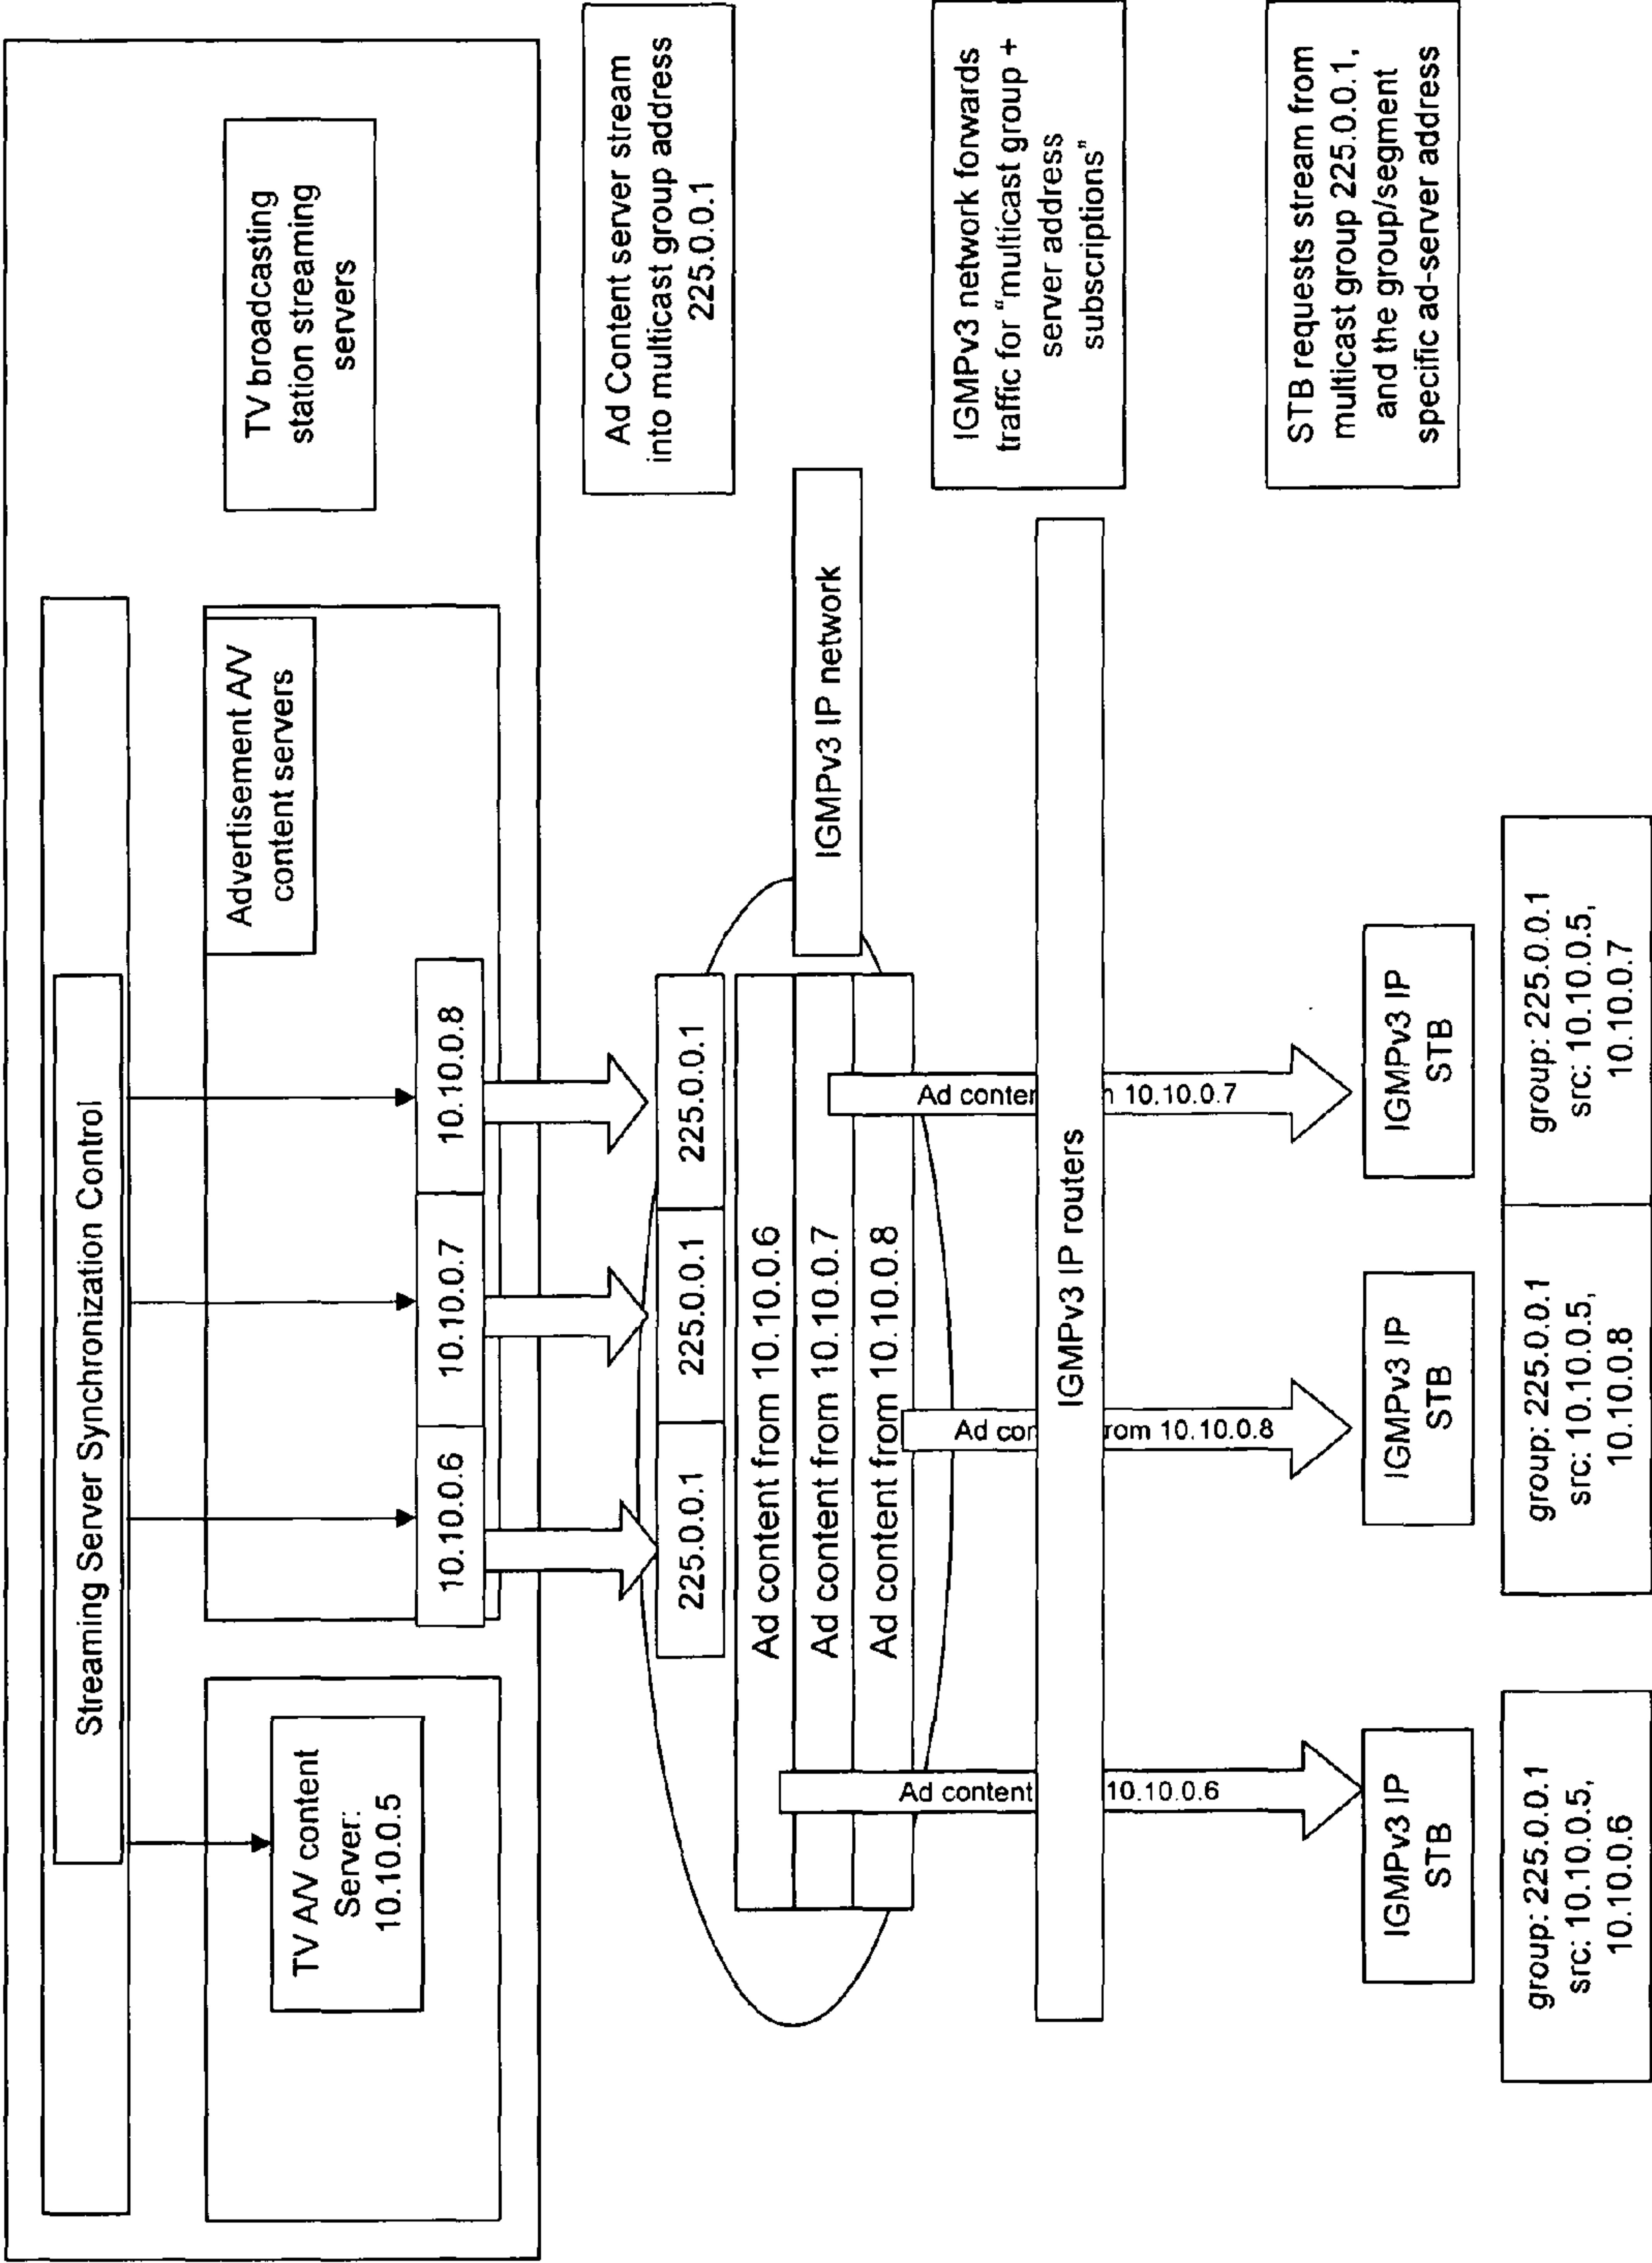 Streaming Server Synchronization Control
TV A/V content
Server:
10.10.0.5
Advertisement A/V
content servers
10.10.0.6
10.10.0.7
10.10.0.8
TV broadcasting
station streaming
servers
225.0.0.1
225.0.0.1
225.0.0.1
Ad Content server stream
into multicast group address
225.0.0.1
Ad content from 10.10.0.6
Ad content from 10.10.0.7
Ad content from 10.10.0.8
IGMPv3 IP network
IGMPv3 network forwards
traffic for “multicast group +
server address
subscriptions”
Ad content 10.10.0.6
Ad 10.10.0.8
Ad 10.10.0.7
IGMPv3 IP routers
STB requests stream from
multicast group 225.0.0.1,
and the group/segment
specific ad-server address
IGMPv3 IP
STB
IGMPv3 IP
STB
IGMPv3 IP
STB
group: 225.0.0.1
src: 10.10.0.5,
10.10.0.6
group: 225.0.0.1
src: 10.10.0.5,
10.10.0.8
group: 225.0.0.1
src: 10.10.0.5,
10.10.0.7